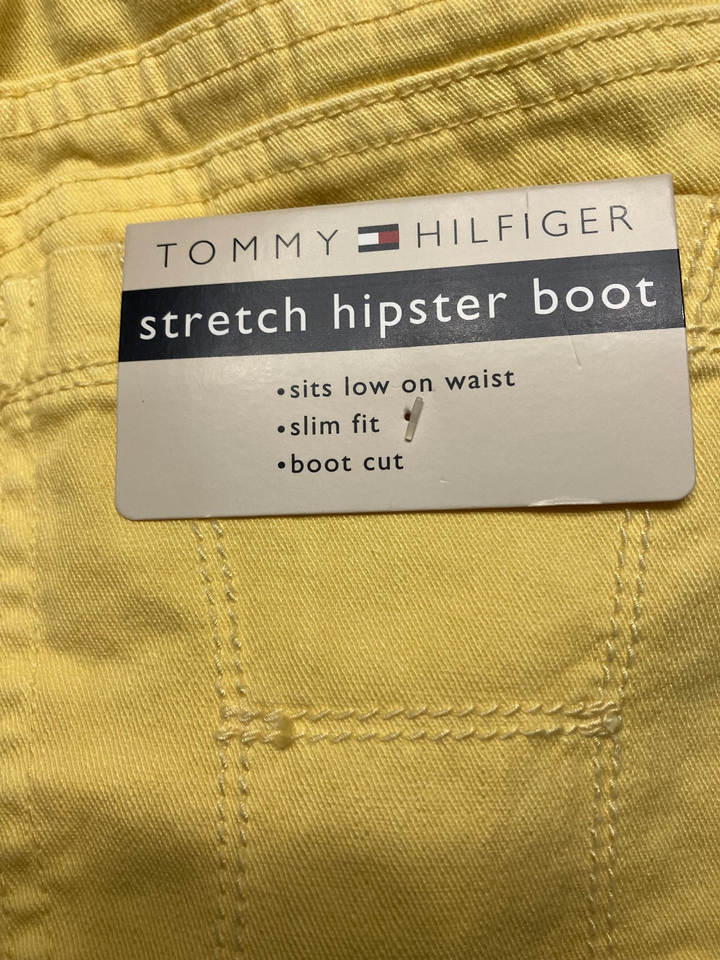 TOMMY HILFIGER
stretch hipster boot
•sits low on waist
•slim fit
•boot cut